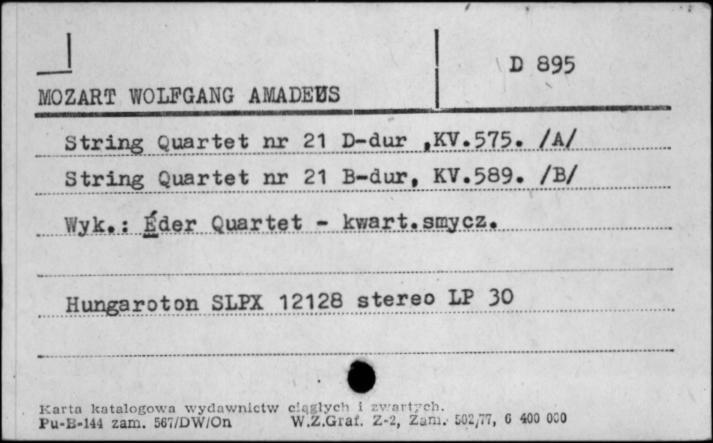 D 895
MOZART WOLFGANG AMADEUS
String Quartet nr 21 D-dur ,KV.575. /A/
String Quartet nr 21 B-dur, KV.589. /B/
Wyk.: Éder Quartet - kwart.smycz.
Hungaroton SLPX 12128 stereo LP 30
Karta katalogowa wydawnictw ciągłych i zwartych.
Pu-B-144 zam. 567/DW/On W.Z.Graf. Z-2, Zam. 502/77, 6 400 000